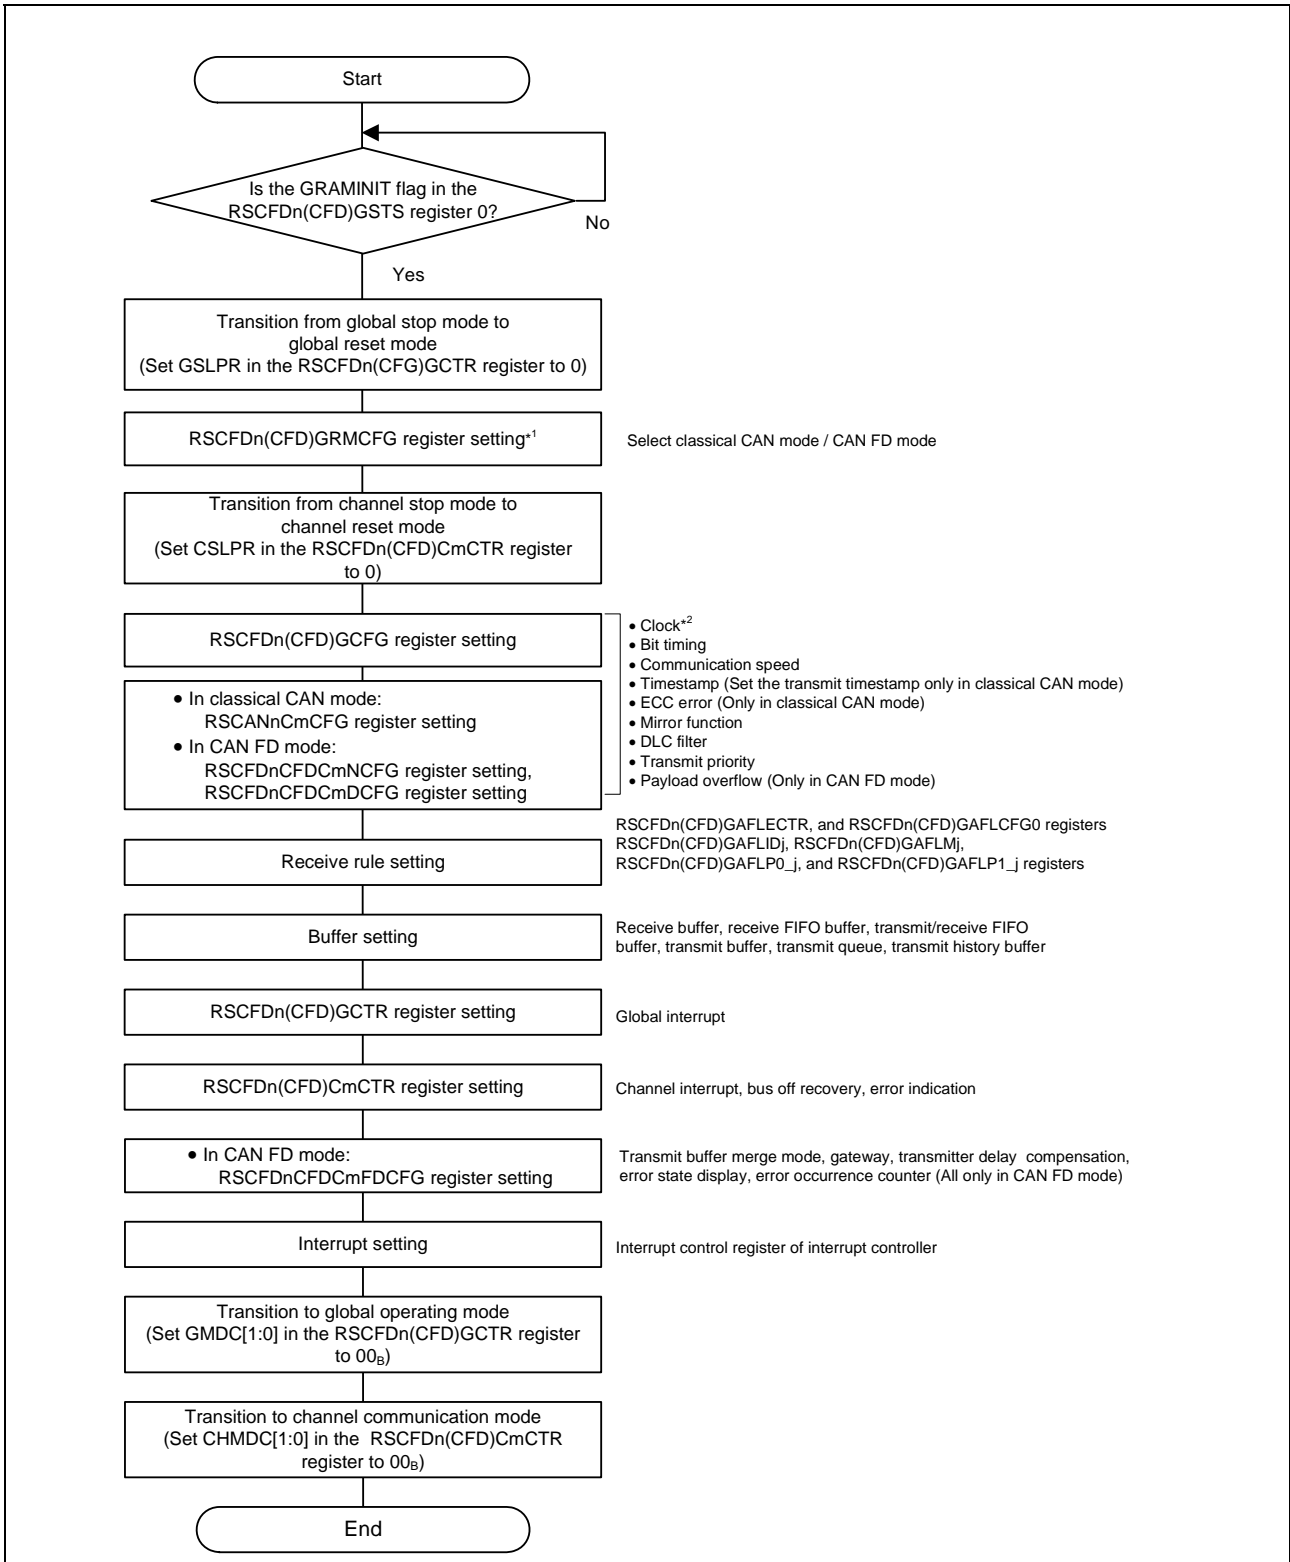 Start
Is the GRAMINIT flag in the
RSCFDn(CFD)GSTS register 0?
No
Yes
Transition from global stop mode to
global reset mode
(Set GSLPR in the RSCFDn(CFG)GCTR register to 0)
RSCFDn(CFD)GRMCFG register setting*1
Select classical CAN mode / CAN FD mode
Transition from channel stop mode to
channel reset mode
(Set CSLPR in the RSCFDn(CFD)CmCTR register
to 0)
RSCFDn(CFD)GCFG register setting
• In classical CAN mode:
RSCANnCmCFG register setting
• In CAN FD mode:
RSCFDnCFDCmNCFG register setting,
RSCFDnCFDCmDCFG register setting
• Clock*2
• Bit timing
• Communication speed
• Timestamp (Set the transmit timestamp only in classical CAN mode)
• ECC error (Only in classical CAN mode)
• Mirror function
• DLC filter
• Transmit priority
• Payload overflow (Only in CAN FD mode)
Receive rule setting
RSCFDn(CFD)GAFLECTR, and RSCFDn(CFD)GAFLCFG0 registers
RSCFDn(CFD)GAFLIDj, RSCFDn(CFD)GAFLMj,
RSCFDn(CFD)GAFLP0_j, and RSCFDn(CFD)GAFLP1_j registers
Buffer setting
Receive buffer, receive FIFO buffer, transmit/receive FIFO
buffer, transmit buffer, transmit queue, transmit history buffer
RSCFDn(CFD)GCTR register setting
Global interrupt
RSCFDn(CFD)CmCTR register setting
Channel interrupt, bus off recovery, error indication
• In CAN FD mode:
RSCFDnCFDCmFDCFG register setting
Transmit buffer merge mode, gateway, transmitter delay compensation,
error state display, error occurrence counter (All only in CAN FD mode)
Interrupt setting
Interrupt control register of interrupt controller
Transition to global operating mode
(Set GMDC[1:0] in the RSCFDn(CFD)GCTR register
to 00B)
Transition to channel communication mode
(Set CHMDC[1:0] in the RSCFDn(CFD)CmCTR
register to 00B)
End